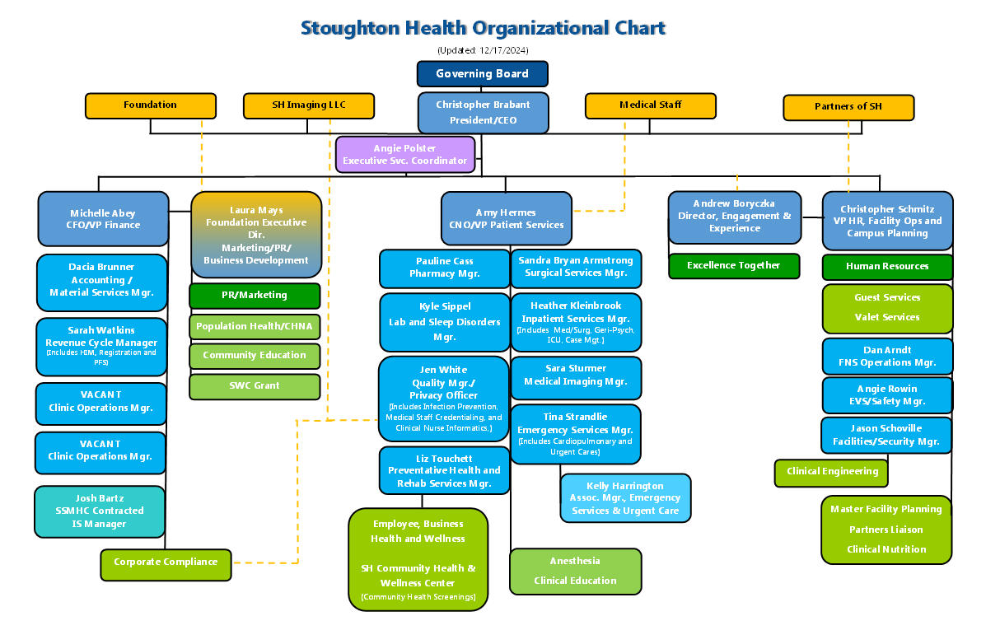 Stoughton Health Organizational Chart
(Updated: 12/17/2024)
Governing Board
Foundation
SH Imaging LLC
Christopher Brabant
President/CEO
Medical Staff
Partners of SH
Angie Polster
Executive Svc. Coordinator
Michelle Abey
CFO/VP Finance
Dacia Brunner
Accounting /
Material Services Mgr.
Sarah Watkins
Revenue Cycle Manager
(Includes HIM, Registration and
PFS)
VACANT
Clinic Operations Mgr.
VACANT
Clinic Operations Mgr.
Josh Bartz
SSMHC Contracted
IS Manager
Corporate Compliance
Laura Mays
Foundation Executive
Dir.
Marketing/PR/
Business Development
PR/Marketing
Population Health/CHNA
Community Education
SWC Grant
Amy Hermes
CNO/VP Patient Services
Pauline Cass
Pharmacy Mgr.
Kyle Sippel
Lab and Sleep Disorders
Mgr.
Jen White
Quality Mgr./
Privacy Officer
(Includes Infection Prevention,
Medical Staff Credentialing, and
Clinical Nurse Informatics,)
Liz Touchett
Preventative Health and
Rehab Services Mgr.
Employee, Business
Health and Wellness
SH Community Health &
Wellness Center
(Community Health Screenings)
Sandra Bryan Armstrong
Surgical Services Mgr.
Heather Kleinbrook
Inpatient Services Mgr.
(Includes Med/Surg, Geri-Psych,
ICU, Case Mgt.)
Sara Sturmer
Medical Imaging Mgr.
Tina Strandlie
Emergency Services Mgr.
(Includes Cardiopulmonary and
Urgent Cares)
Kelly Harrington
Assoc. Mgr., Emergency
Services & Urgent Care
Anesthesia
Clinical Education
Andrew Boryczka
Director, Engagement &
Experience
Excellence Together
Christopher Schmitz
VP HR, Facility Ops and
Campus Planning
Human Resources
Guest Services
Valet Services
Dan Arndt
FNS Operations Mgr.
Angie Rowin
EVS/Safety Mgr.
Jason Schoville
Facilities/Security Mgr.
Clinical Engineering
Master Facility Planning
Partners Liaison
Clinical Nutrition